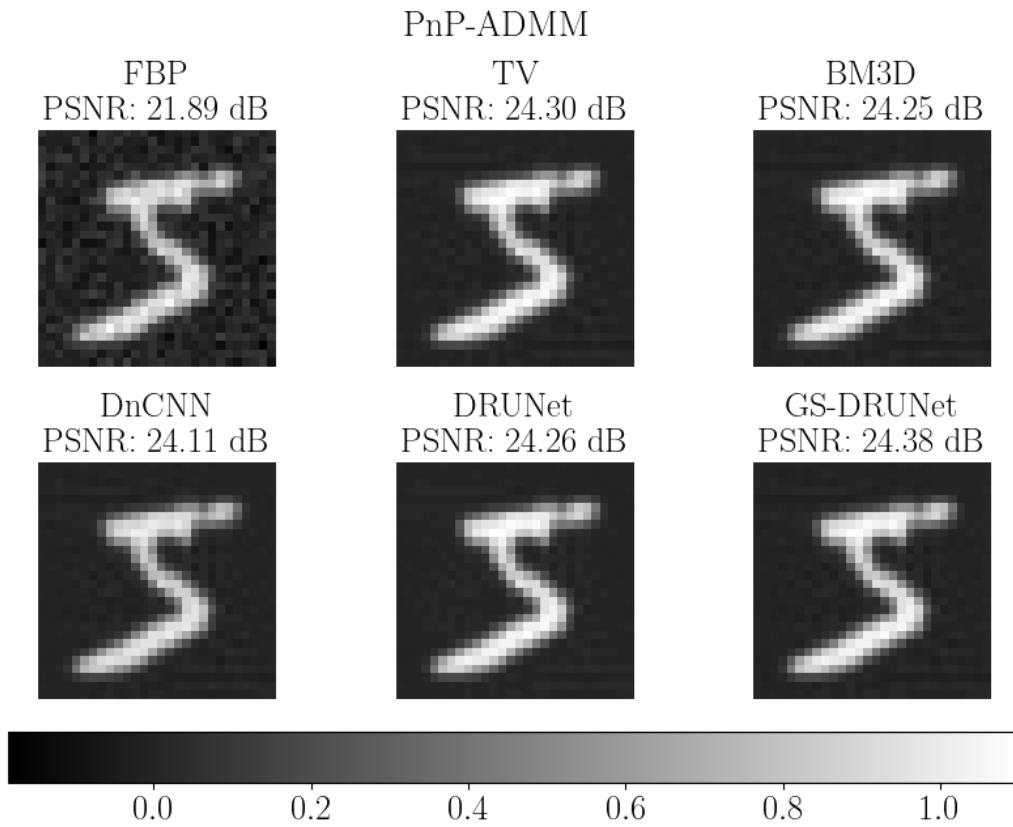 PnP-ADMM
FBP
PSNR: 21.89 dB
TV
PSNR: 24.30 dB
BM3D
PSNR: 24.25 dB
DnCNN
PSNR: 24.11 dB
DRUNet
PSNR: 24.26 dB
GS-DRUNet
PSNR: 24.38 dB
0.0 0.2 0.4 0.6 0.8 1.0